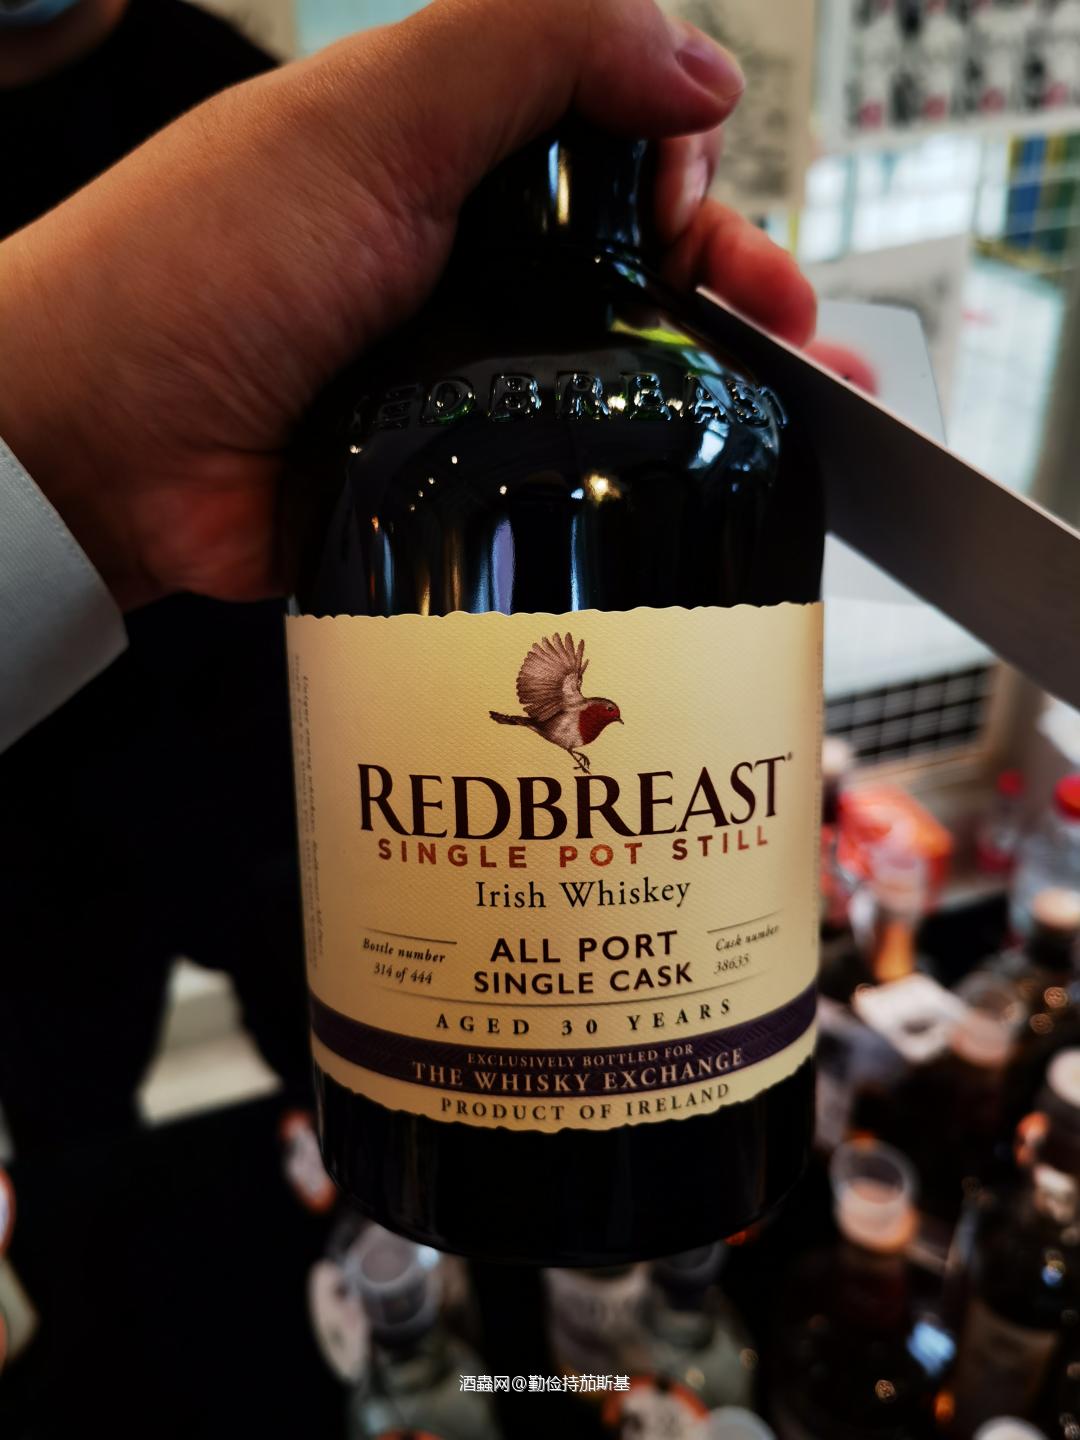 REDBREAST
REDBREAST®
SINGLE POT STILL
Irish Whiskey
Bottle number
314 of 444
ALL PORT
SINGLE CASK
Cask number
38635
AGED 30 YEARS
EXCLUSIVELY BOTTLED FOR
THE WHISKY EXCHANGE
PRODUCT OF IRELAND
酒蟲网@勤俭持茄斯基